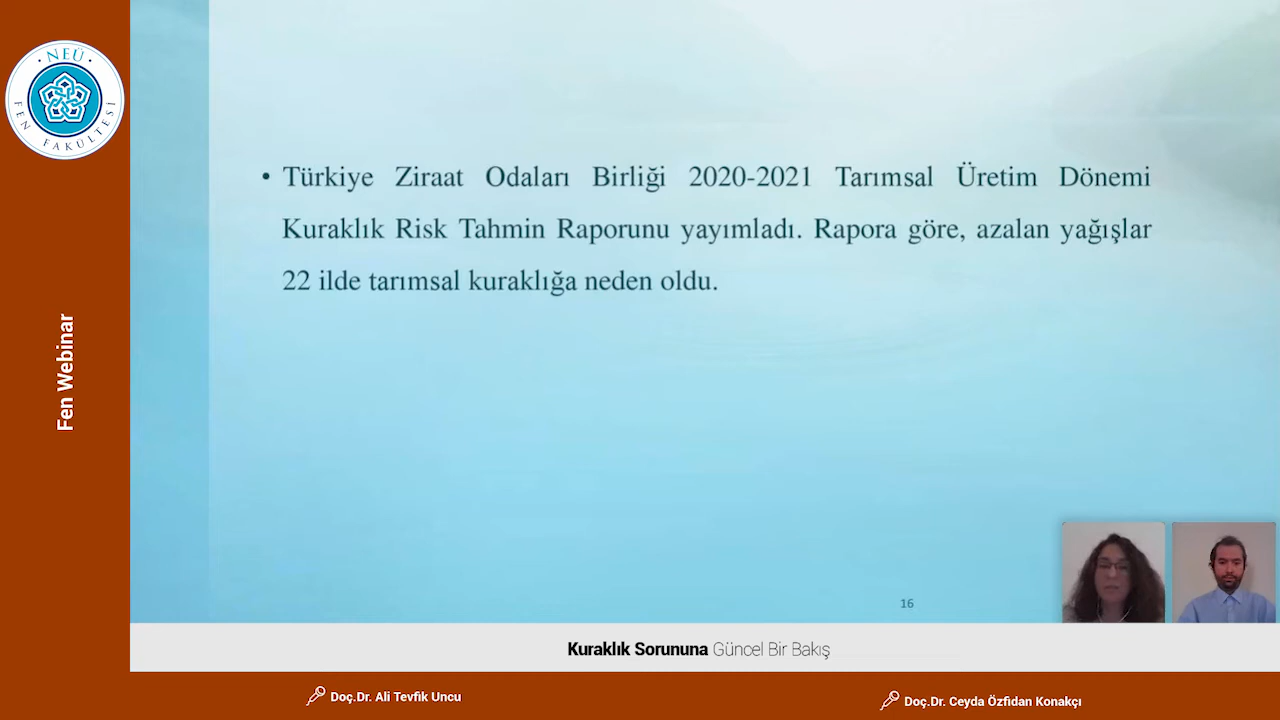 · NEÜ ·
FEN FAKÜLTESİ
Fen Webinar
• Türkiye Ziraat Odaları Birliği 2020-2021 Tarımsal Üretim Dönemi
Kuraklık Risk Tahmin Raporunu yayımladı. Rapora göre, azalan yağışlar
22 ilde tarımsal kuraklığa neden oldu.
16
Kuraklık Sorununa Güncel Bir Bakış
Doç.Dr. Ali Tevfik Uncu
Doç.Dr. Ceyda Özfidan Konakçı